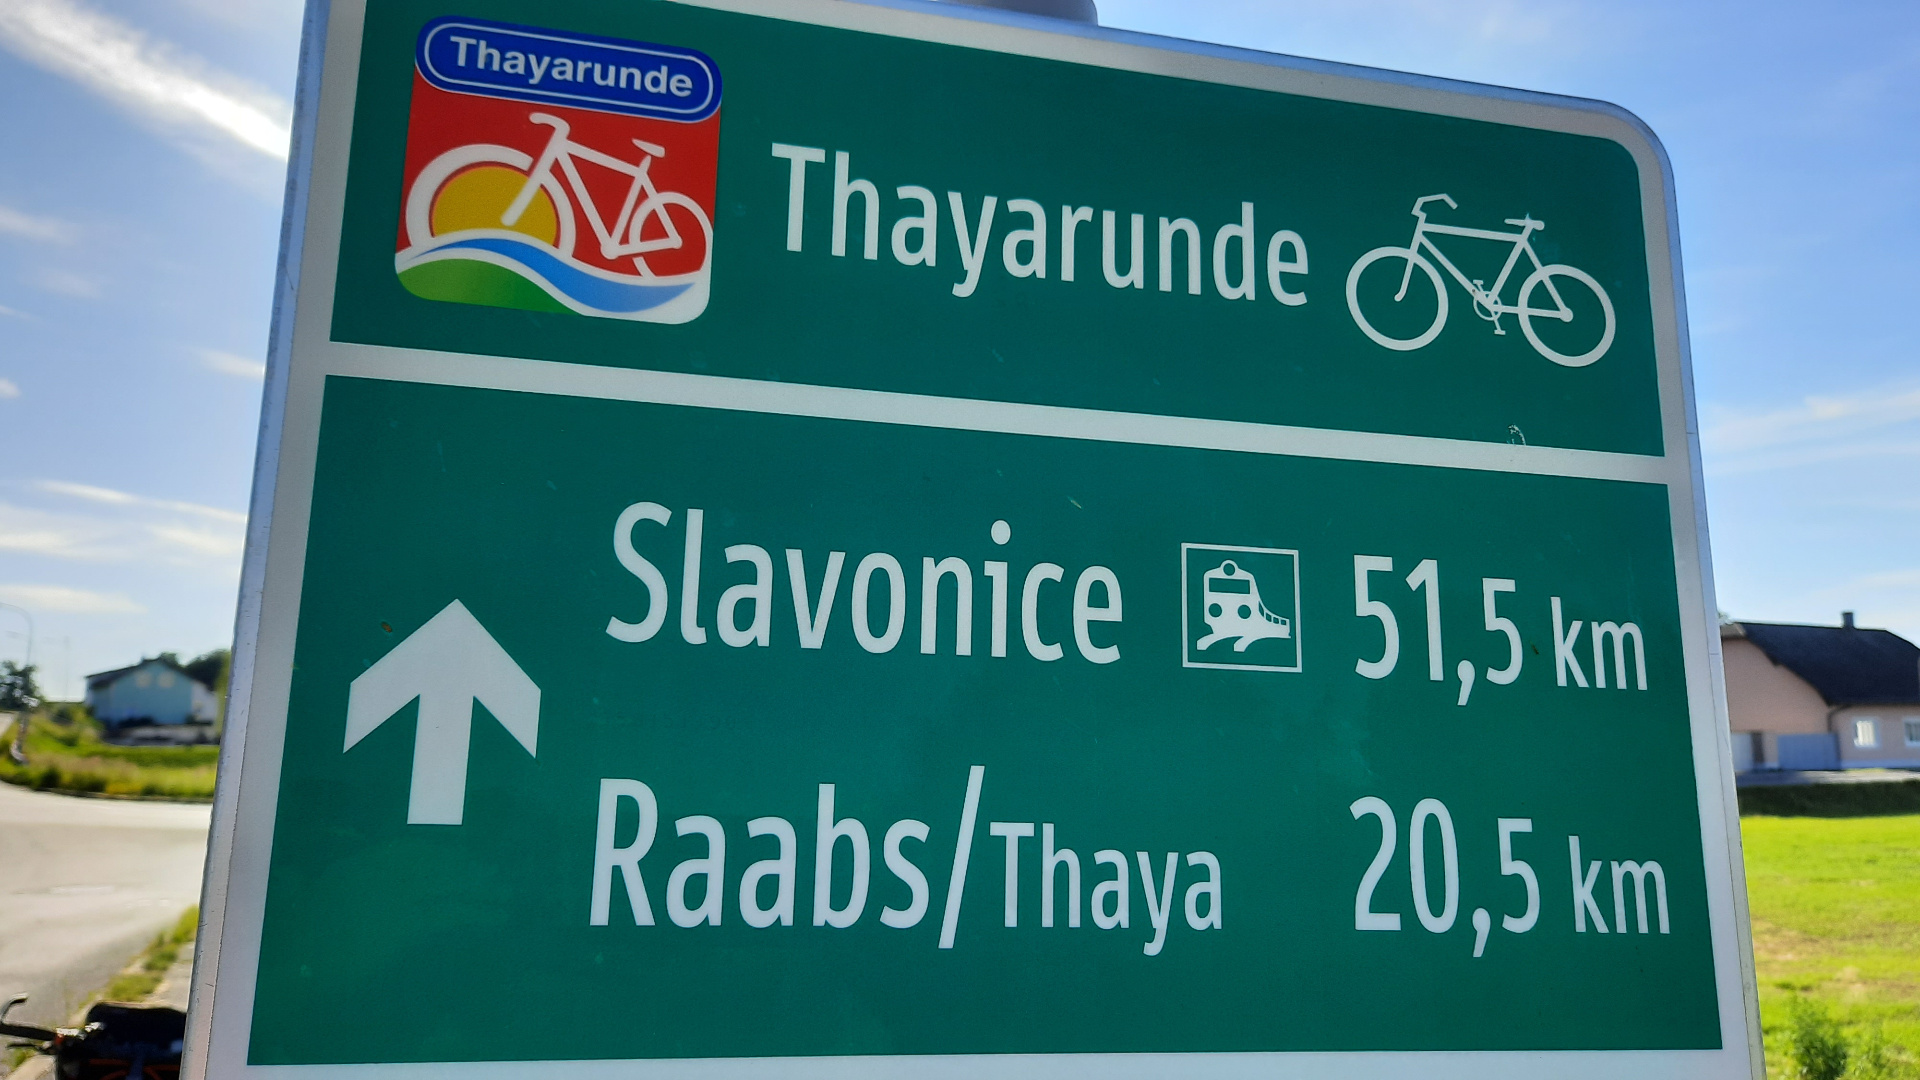 Thayarunde
Thayarunde
Slavonice 51,5 km
Raabs/Thaya 20,5 km